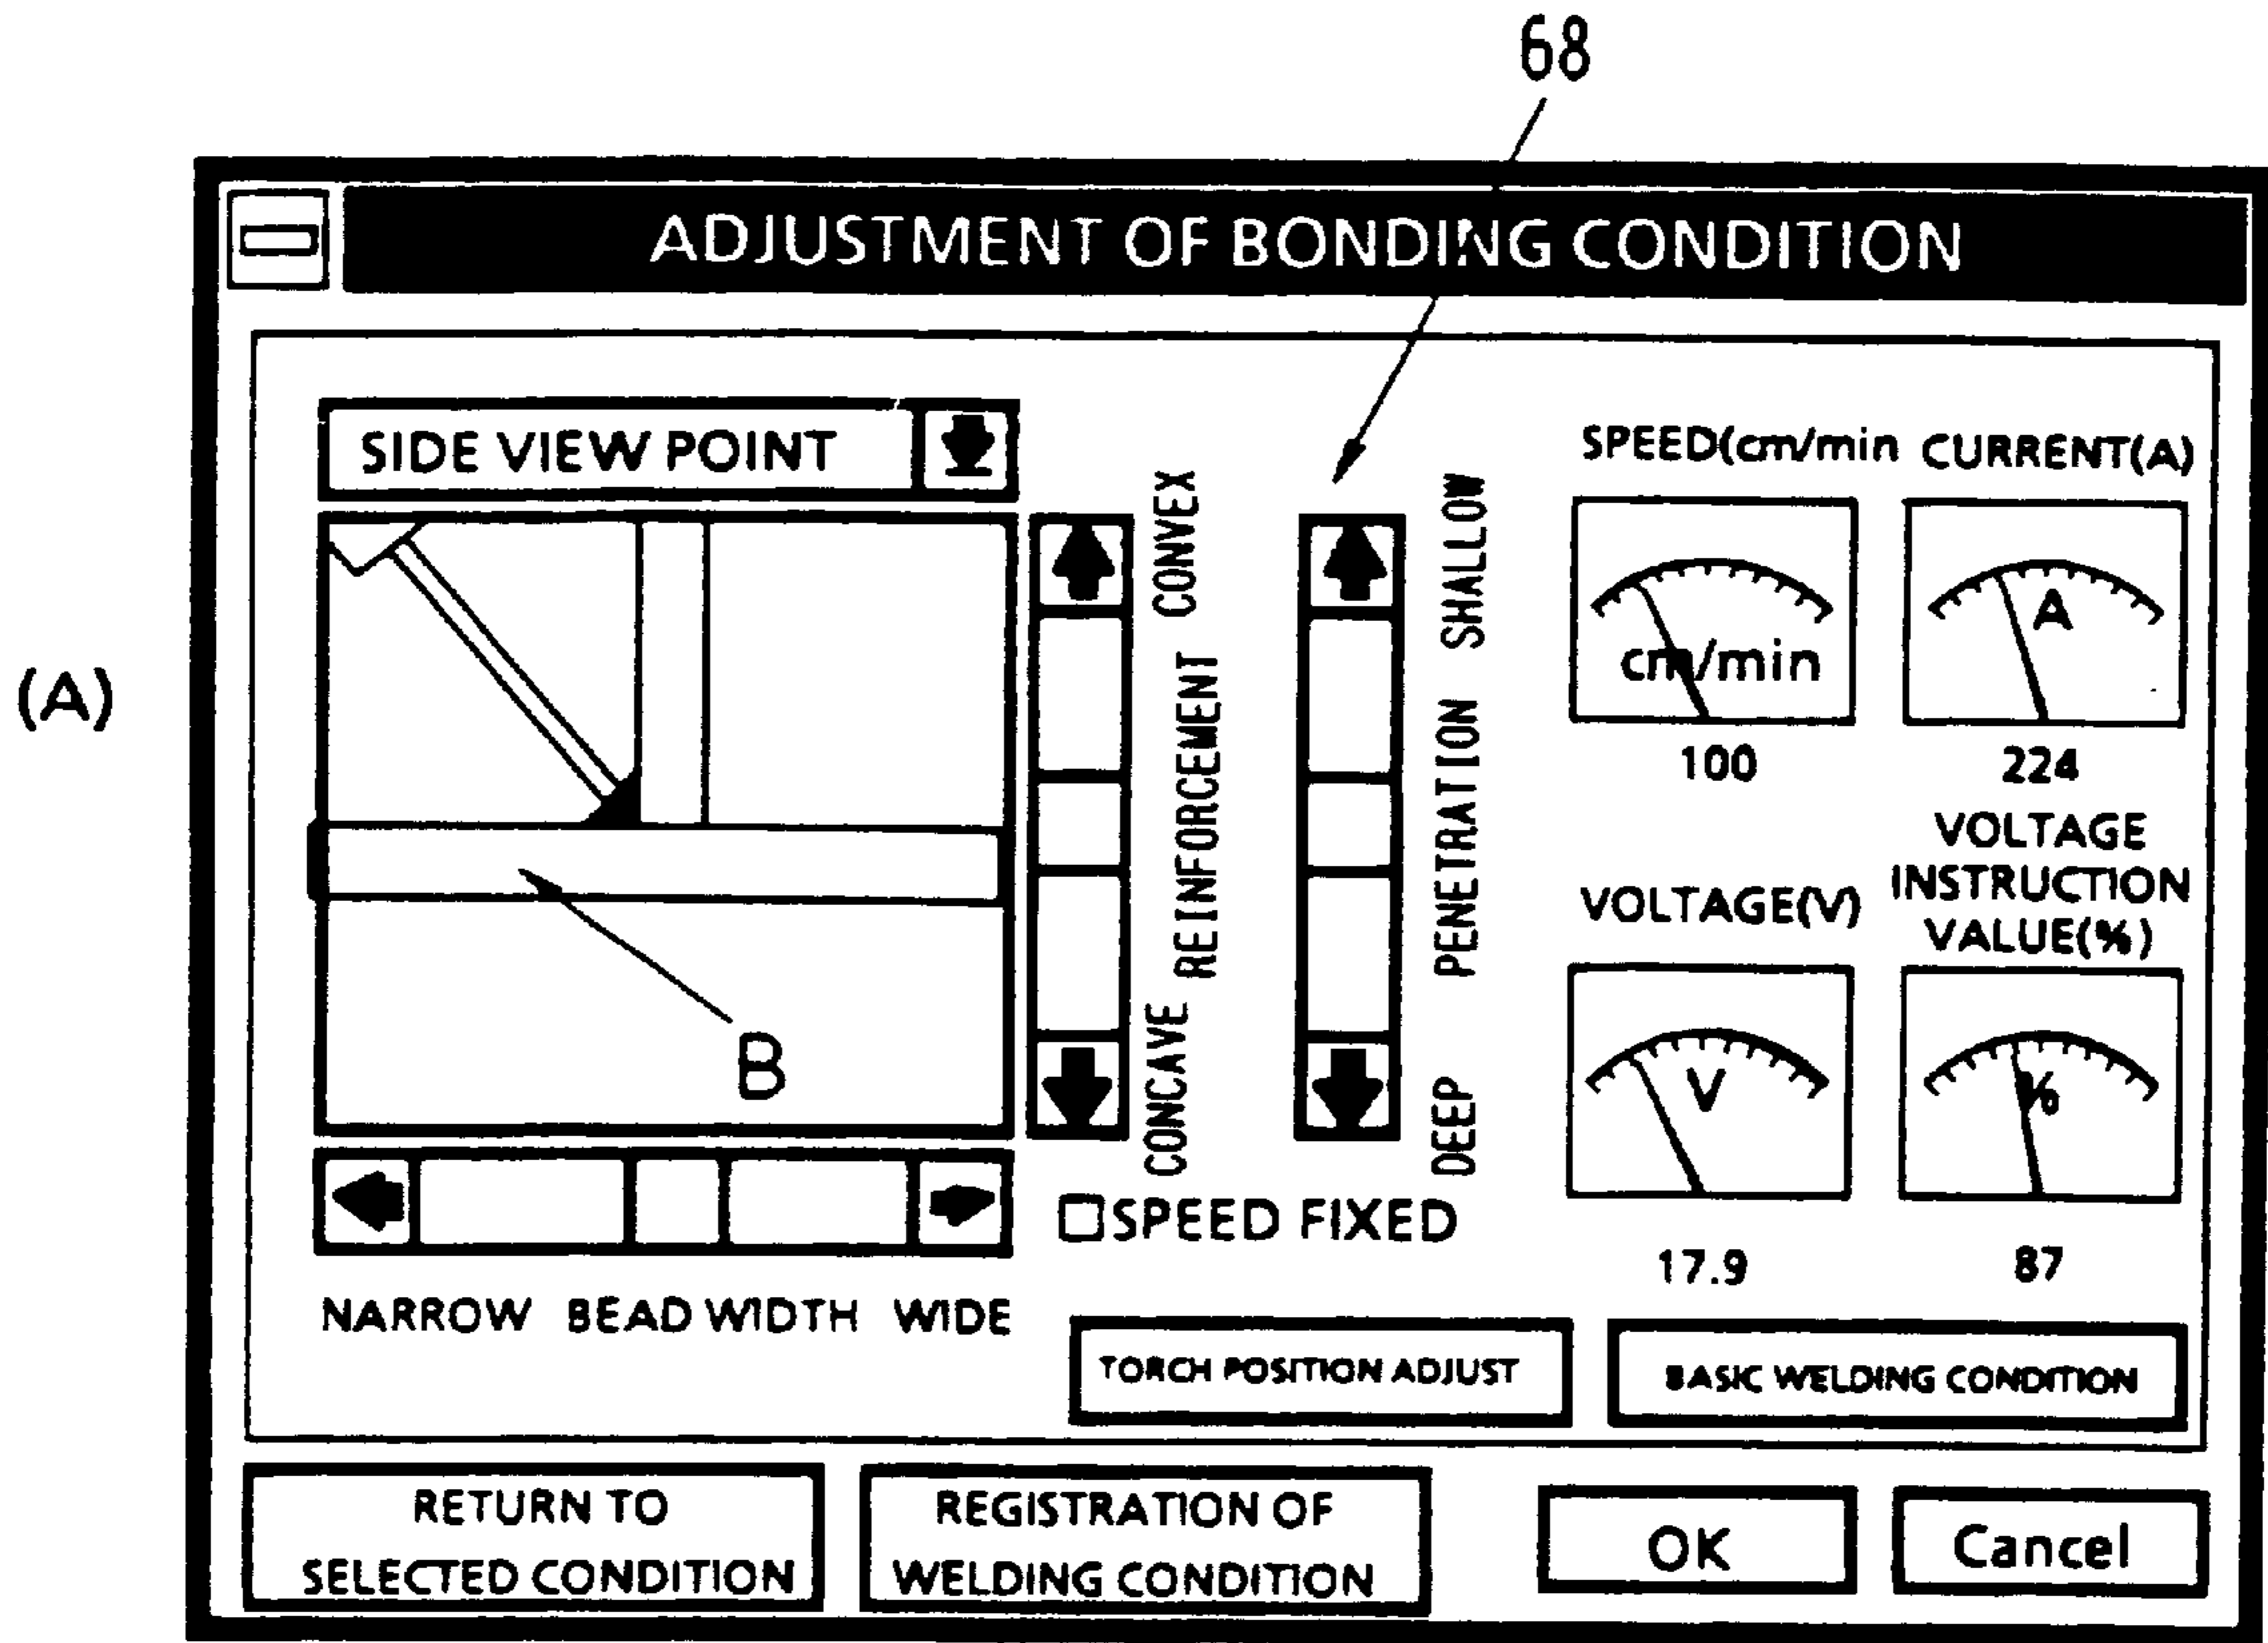 68
ADJUSTMENT OF BONDING CONDITION
(A)
SIDE VIEW POINT
CONCAVE REINFORCEMENT CONVEX
DEEP PENETRATION SHALLOW
SPEED(cm/min
cm/min
100
CURRENT(A)
A
224
VOLTAGE(V)
V
17.9
VOLTAGE
INSTRUCTION
VALUE(%)
%
87
B
NARROW BEAD WIDTH WIDE
SPEED FIXED
TORCH POSITION ADJUST
BASIC WELDING CONDITION
RETURN TO
SELECTED CONDITION
REGISTRATION OF
WELDING CONDITION
OK
Cancel